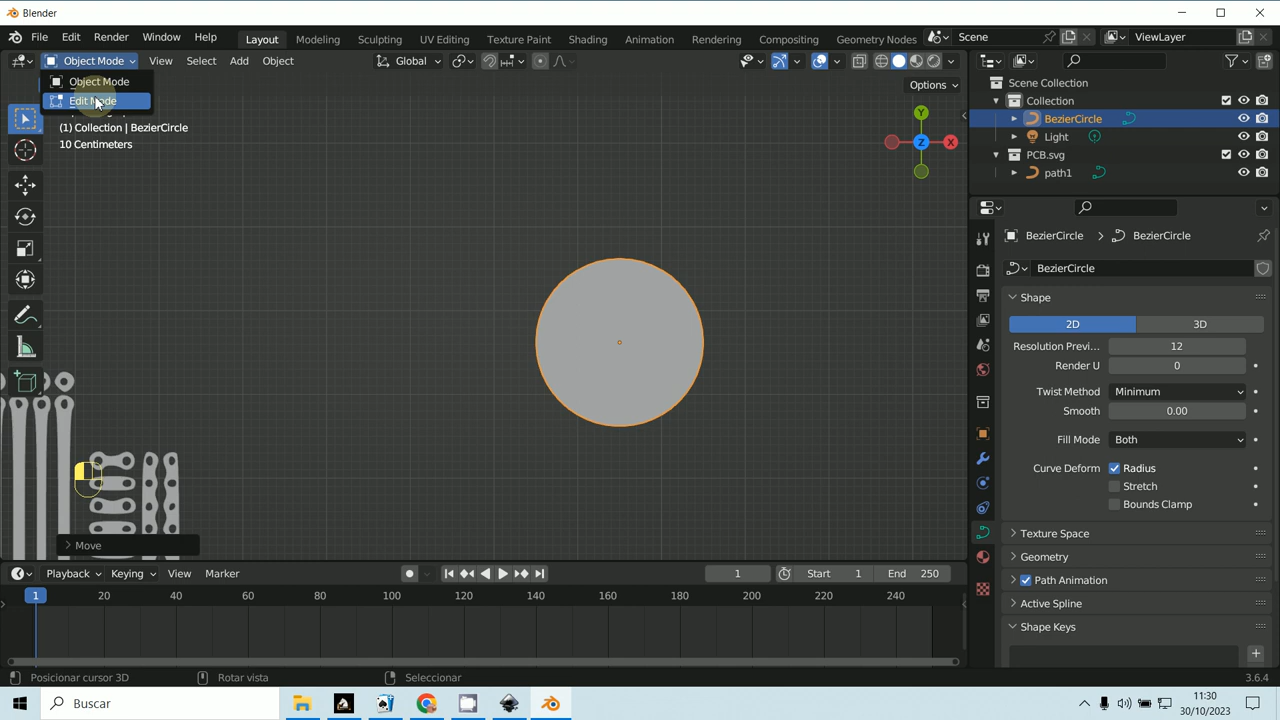 Blender
File Edit Render Window Help Layout Modeling Sculpting UV Editing Texture Paint Shading Animation Rendering Compositing Geometry Nodes Scene ViewLayer
Object Mode View Select Add Object Global
Object Mode
Edit Mode
Options
(1) Collection | BezierCircle
10 Centimeters
Y
Z
X
Move
Scene Collection
Collection
BezierCircle
Light
PCB.svg
path1
BezierCircle > BezierCircle
BezierCircle
Shape
2D 3D
Resolution Previ... 12
Render U 0
Twist Method Minimum
Smooth 0.00
Fill Mode Both
Curve Deform Radius
Stretch
Bounds Clamp
Texture Space
Geometry
Path Animation
Active Spline
Shape Keys
Playback Keying View Marker 1 Start 1 End 250
1 20 40 60 80 100 120 140 160 180 200 220 240
Posicionar cursor 3D Rotar vista Seleccionar 3.6.4
Buscar
11:30
30/10/2023